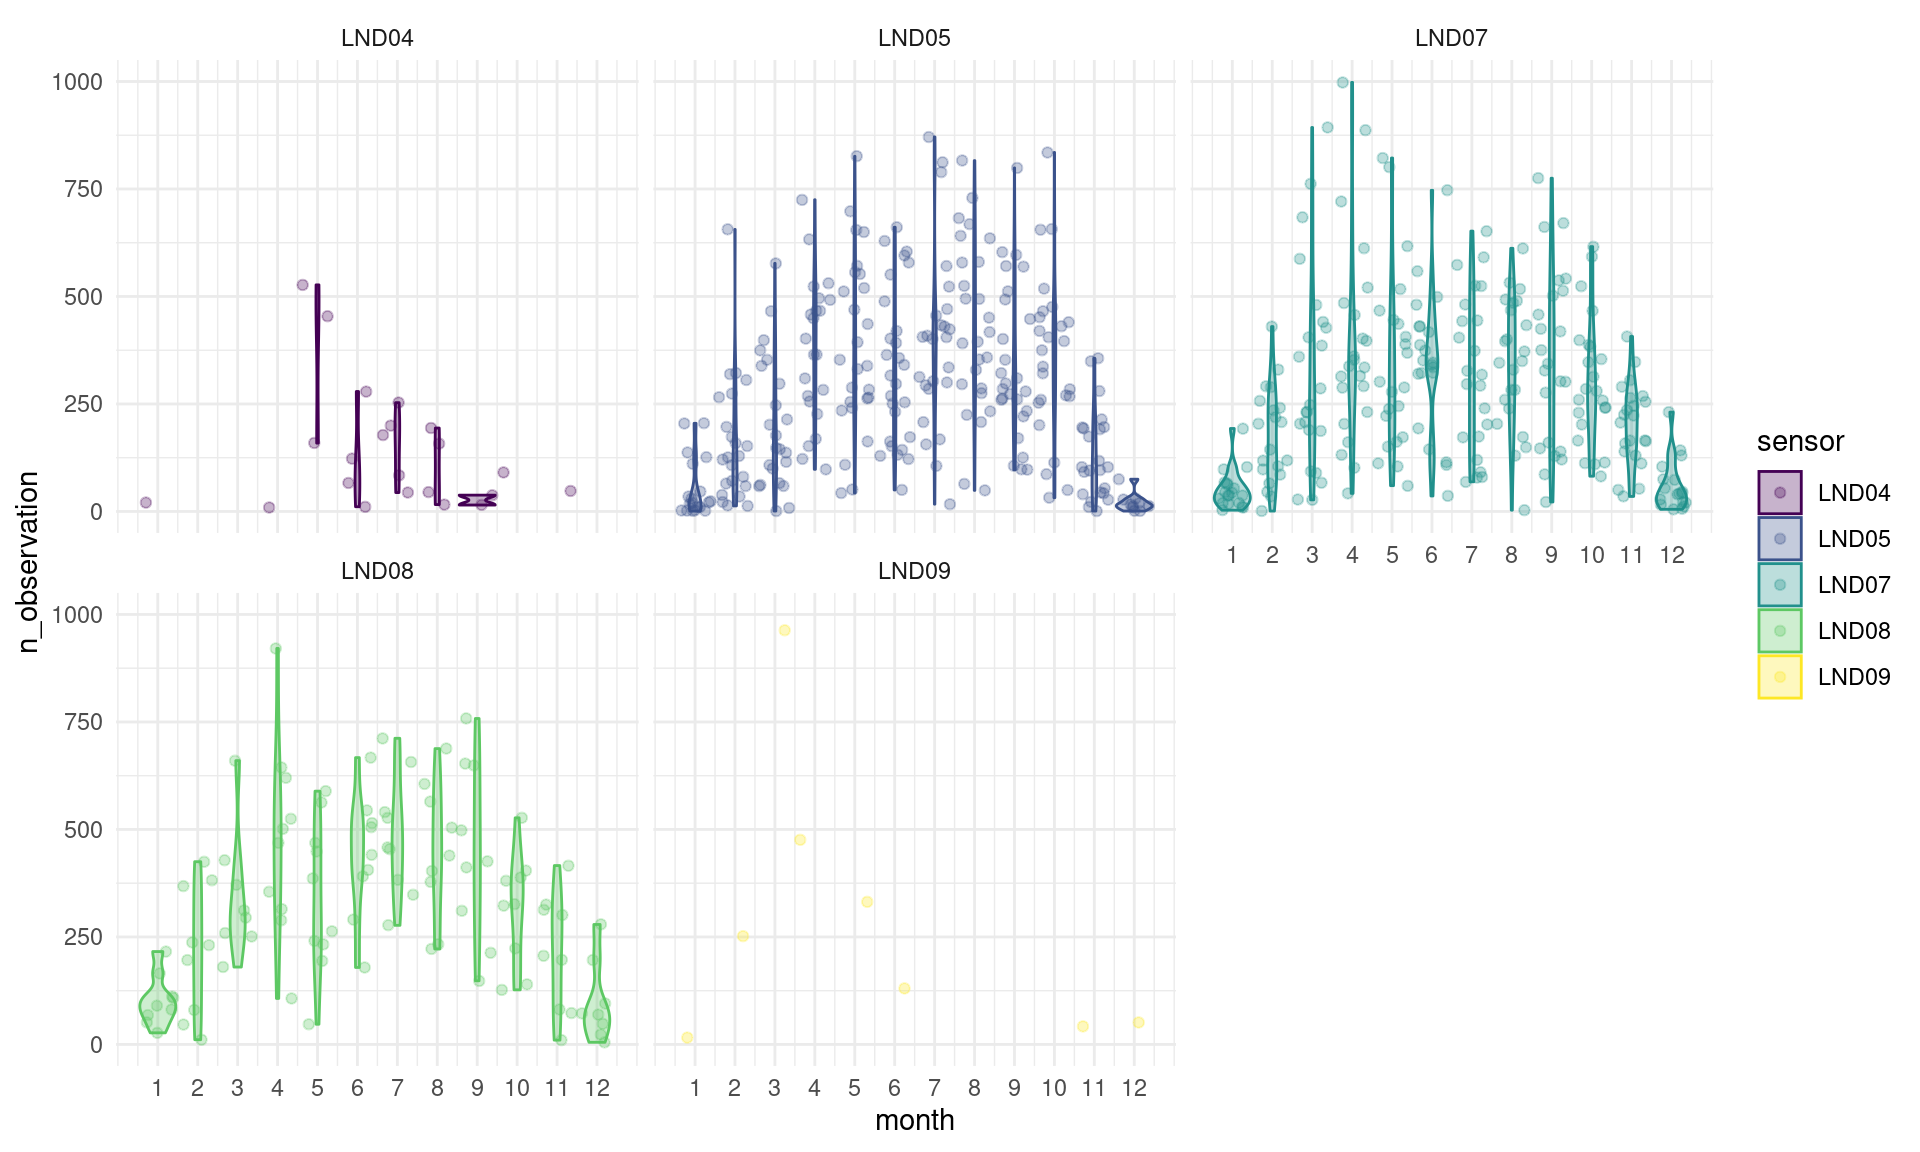 LND04 LND05 LND07
1000
750
500
250
0
1 2 3 4 5 6 7 8 9 10 11 12
LND08 LND09
1000
750
500
250
0
1 2 3 4 5 6 7 8 9 10 11 12
1 2 3 4 5 6 7 8 9 10 11 12
month
n_observation
sensor
LND04
LND05
LND07
LND08
LND09